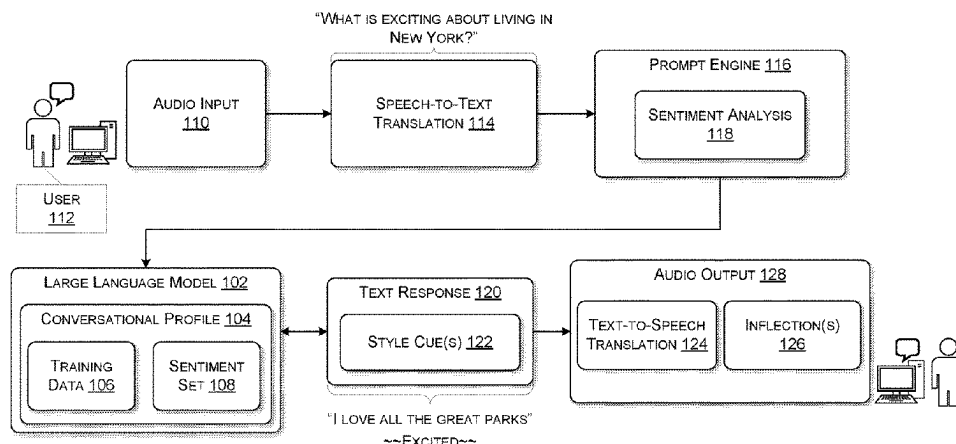 “WHAT IS EXCITING ABOUT LIVING IN
NEW YORK?”
AUDIO INPUT
110
SPEECH-TO-TEXT
TRANSLATION 114
PROMPT ENGINE 116
SENTIMENT ANALYSIS
118
USER
112
LARGE LANGUAGE MODEL 102
CONVERSATIONAL PROFILE 104
TRAINING
DATA 106
SENTIMENT
SET 108
TEXT RESPONSE 120
STYLE CUE(S) 122
“I LOVE ALL THE GREAT PARKS”
~~EXCITED~~
AUDIO OUTPUT 128
TEXT-TO-SPEECH
TRANSLATION 124
INFLECTION(S)
126